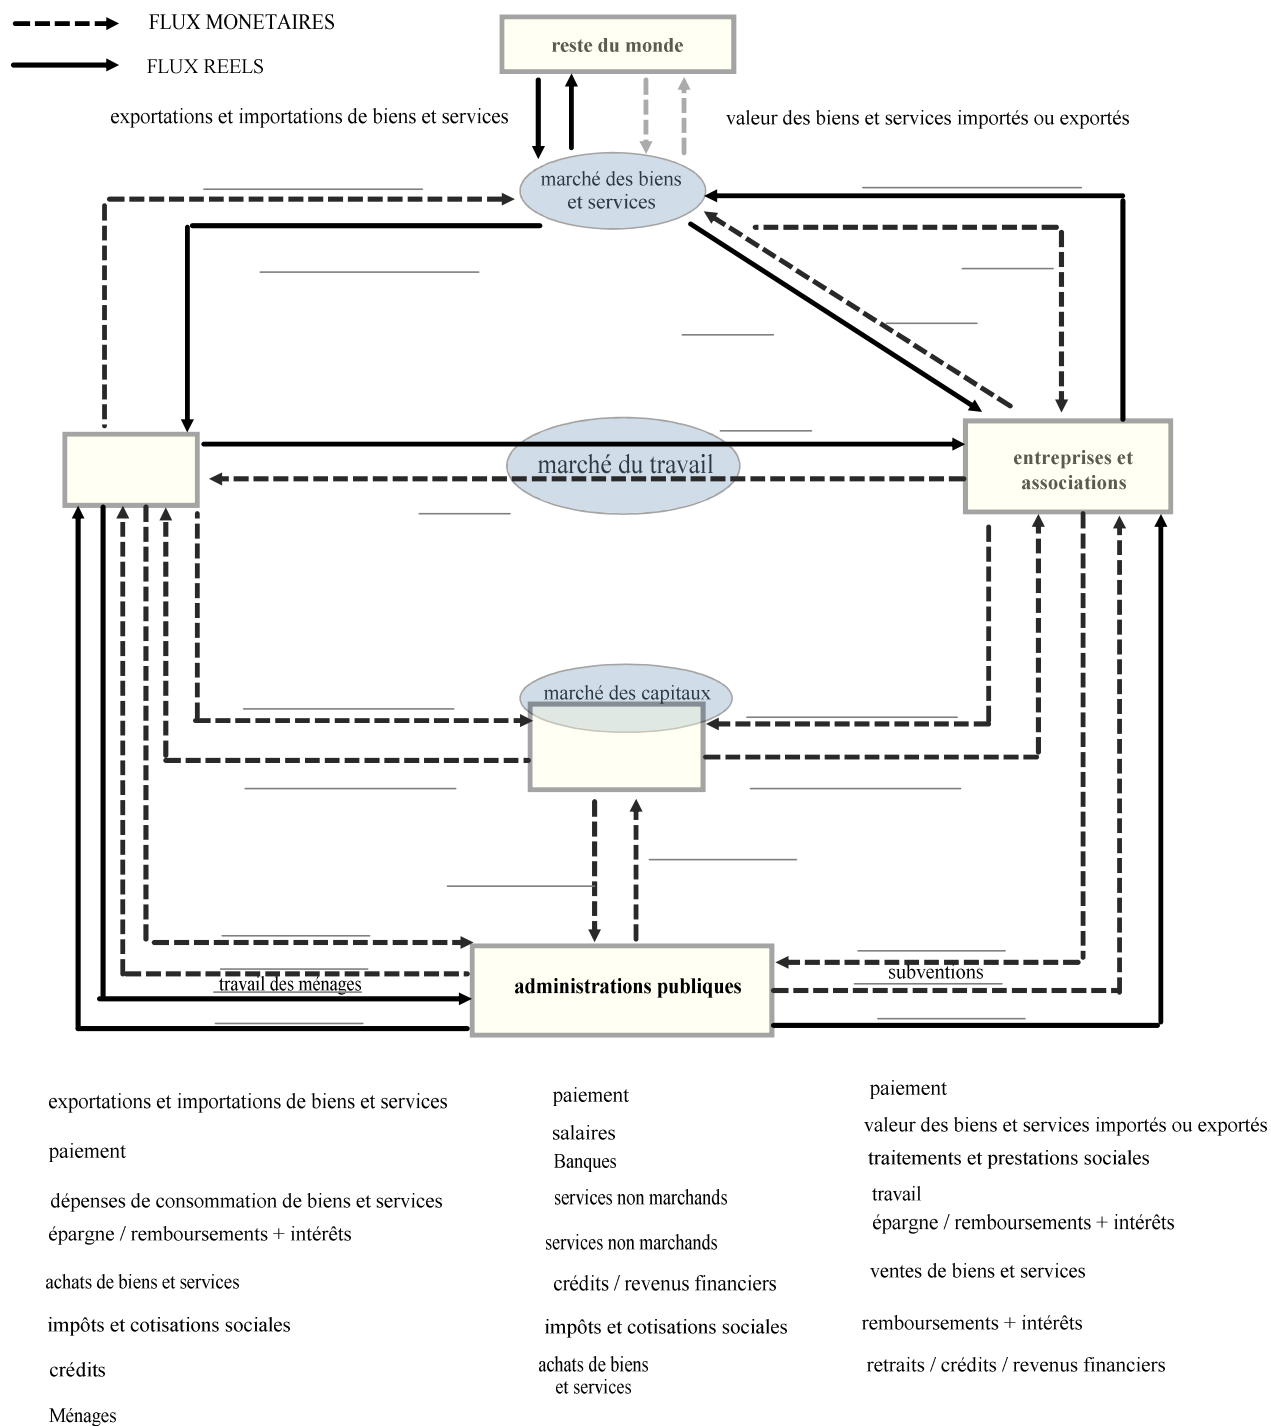 FLUX MONETAIRES
FLUX REELS
reste du monde
exportations et importations de biens et services
valeur des biens et services importés ou exportés
marché des biens
et services
marché du travail
entreprises et
associations
marché des capitaux
travail des ménages
administrations publiques
subventions
exportations et importations de biens et services
paiement
dépenses de consommation de biens et services
épargne / remboursements + intérêts
achats de biens et services
impôts et cotisations sociales
crédits
Ménages
paiement
salaires
Banques
services non marchands
services non marchands
crédits / revenus financiers
impôts et cotisations sociales
achats de biens
et services
paiement
valeur des biens et services importés ou exportés
traitements et prestations sociales
travail
épargne / remboursements + intérêts
ventes de biens et services
remboursements + intérêts
retraits / crédits / revenus financiers